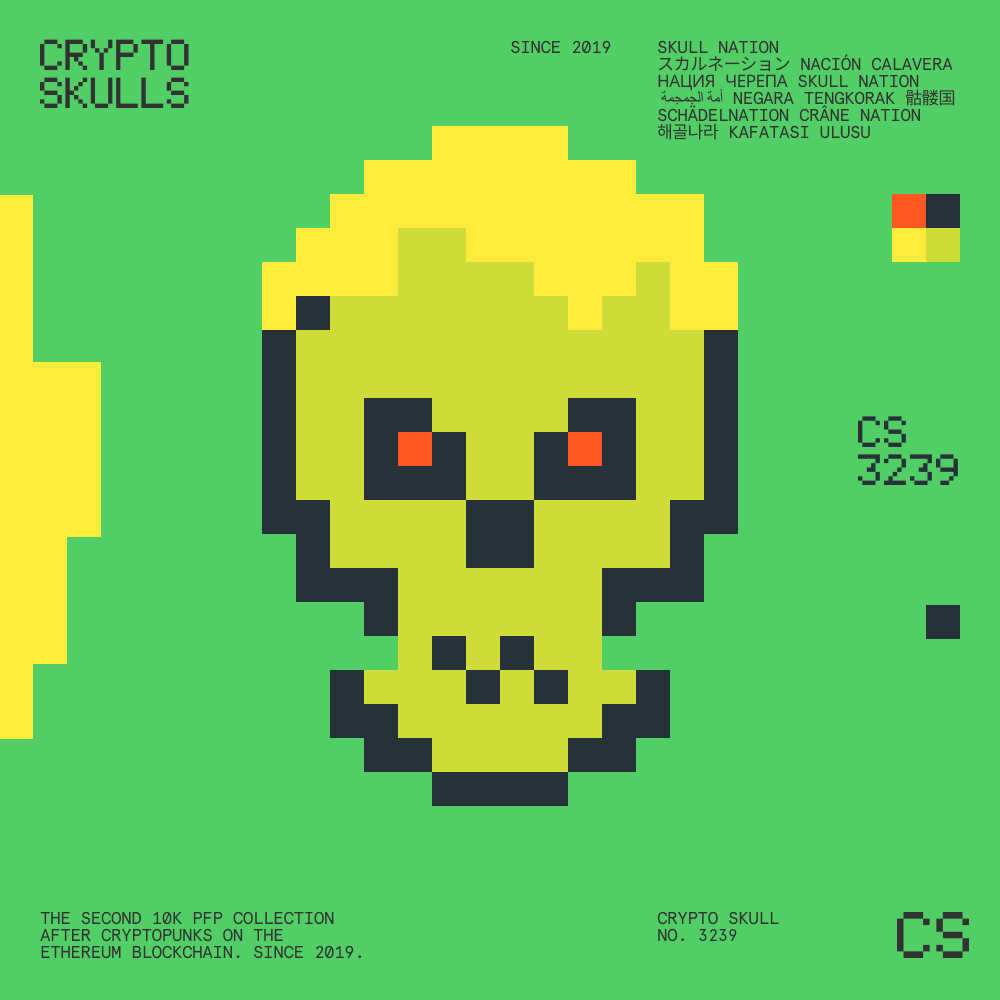 CRYPTO
SKULLS
SINCE 2019
SKULL NATION
スカルネーション NACIÓN CALAVERA
НАЦИЯ ЧЕРЕПА SKULL NATION
أمة الجمجمة NEGARA TENGKORAK 骷髅国
SCHÄDELNATION CRÂNE NATION
해골나라 KAFATASI ULUSU
CS
3239
THE SECOND 10K PFP COLLECTION
AFTER CRYPTOPUNKS ON THE
ETHEREUM BLOCKCHAIN. SINCE 2019.
CRYPTO SKULL
NO. 3239
CS